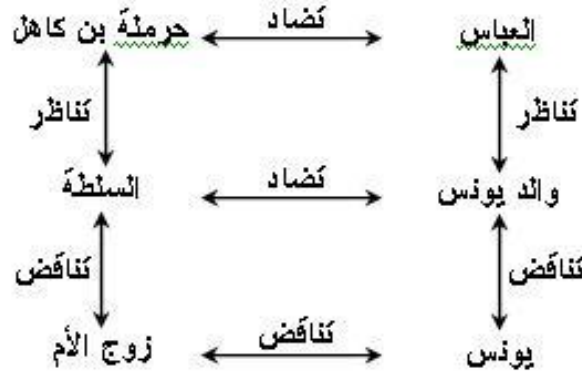 العباس تضاد حرملة بن كاهل
تناظر تناظر
والد يونس تضاد السلطة
تناقض تناقض
يونس تناقض زوج الأم